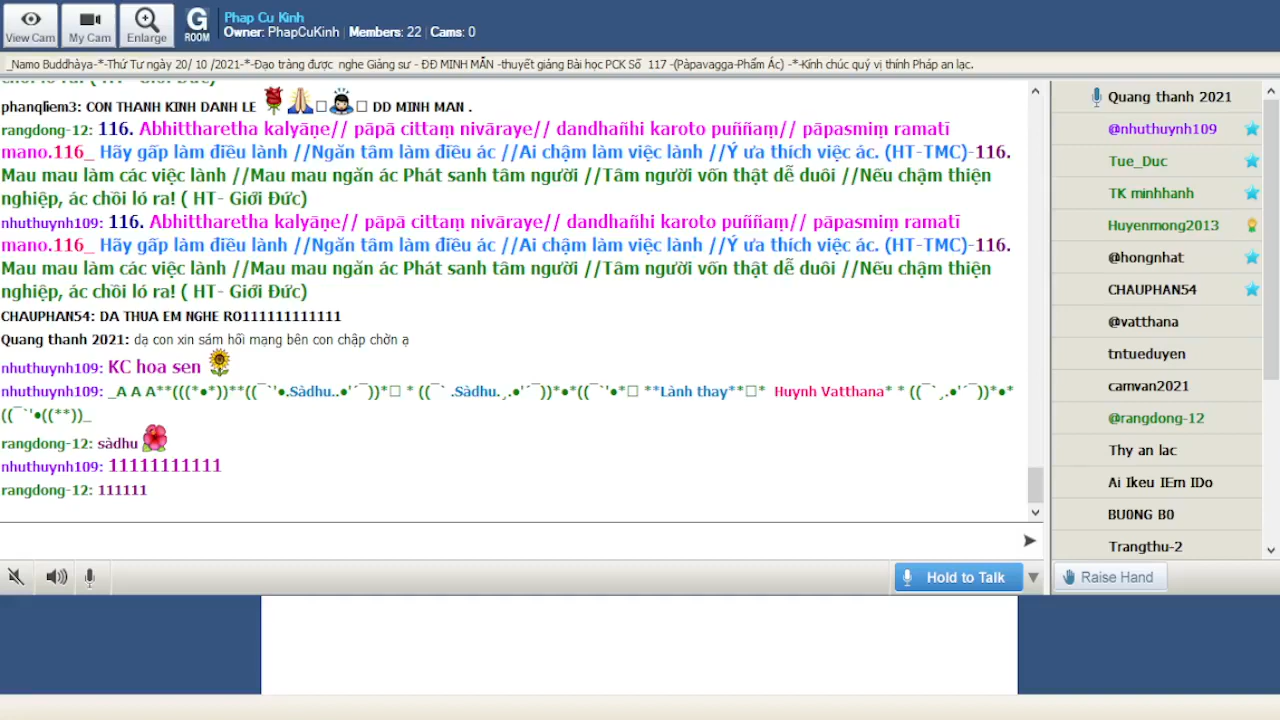 View Cam
My Cam
Enlarge
G
ROOM
Phap Cu Kinh
Owner: PhapCuKinh | Members: 22 | Cams: 0
_Namo Buddhàya-*-Thứ Tư ngày 20/ 10 /2021-*-Đạo tràng được nghe Giảng sư - ĐĐ MINH MẪN -thuyết giảng Bài học PCK Số 117 -(Pàpavagga-Phẩm Ác) -*-Kính chúc quý vị thính Pháp an lạc.
phanqliem3: CON THANH KINH DANH LE DD MINH MAN .
rangdong-12: 116. Abhittharetha kalyāṇe// pāpā cittaṃ nivāraye// dandhañhi karoto puññaṃ// pāpasmiṃ ramatī
mano.116_ Hãy gấp làm điều lành //Ngăn tâm làm điều ác //Ai chậm làm việc lành //Ý ưa thích việc ác. (HT-TMC)-116.
Mau mau làm các việc lành //Mau mau ngăn ác Phát sanh tâm người //Tâm người vốn thật dễ duôi //Nếu chậm thiện
nghiệp, ác chồi ló ra! ( HT- Giới Đức)
nhuthuynh109: 116. Abhittharetha kalyāṇe// pāpā cittaṃ nivāraye// dandhañhi karoto puññaṃ// pāpasmiṃ ramatī
mano.116_ Hãy gấp làm điều lành //Ngăn tâm làm điều ác //Ai chậm làm việc lành //Ý ưa thích việc ác. (HT-TMC)-116.
Mau mau làm các việc lành //Mau mau ngăn ác Phát sanh tâm người //Tâm người vốn thật dễ duôi //Nếu chậm thiện
nghiệp, ác chồi ló ra! ( HT- Giới Đức)
CHAUPHAN54: DA THUA EM NGHE RO111111111111
Quang thanh 2021: dạ con xin sám hối mạng bên con chập chờn ạ
nhuthuynh109: KC hoa sen
nhuthuynh109: _A A A**(((*●*))**((¯`'●.Sàdhu..●'´¯))*□ * ((¯` .Sàdhu.¸.●'´¯))*●*((¯`'●*□ **Lành thay**□* Huynh Vatthana* * ((¯`¸.●'´¯))*●*
((¯`'●((**))_
rangdong-12: sàdhu
nhuthuynh109: 11111111111
rangdong-12: 111111
Hold to Talk
Quang thanh 2021
@nhuthuynh109
Tue_Duc
TK minhhanh
Huyenmong2013
@hongnhat
CHAUPHAN54
@vatthana
tntueduyen
camvan2021
@rangdong-12
Thy an lac
Ai Ikeu IEm IDo
BU0NG B0
Trangthu-2
Raise Hand